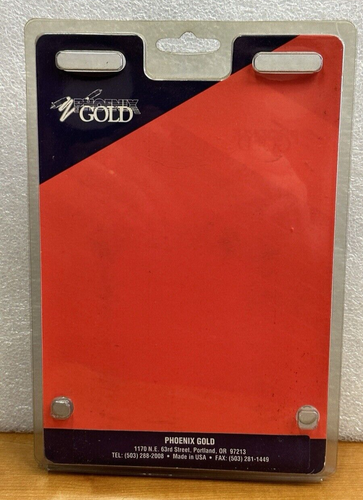 PHOENIX
GOLD
PHOENIX GOLD
1170 N.E. 63rd Street, Portland, OR 97213
TEL: (503) 288-2008 • Made in USA • FAX: (503) 281-1449